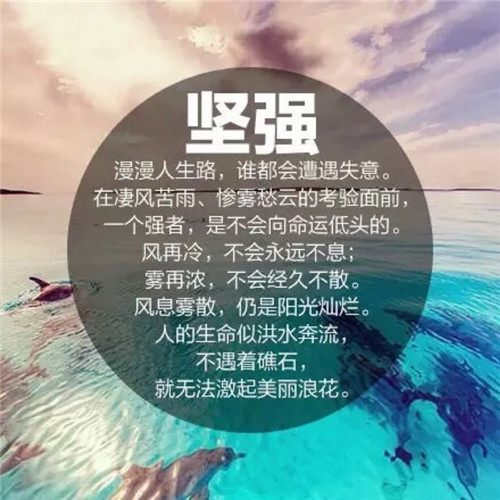 坚强
漫漫人生路，谁都会遭遇失意。
在凄风苦雨、惨雾愁云的考验面前，
一个强者，是不会向命运低头的。
风再冷，不会永远不息；
雾再浓，不会经久不散。
风息雾散，仍是阳光灿烂。
人的生命似洪水奔流，
不遇着礁石，
就无法激起美丽浪花。